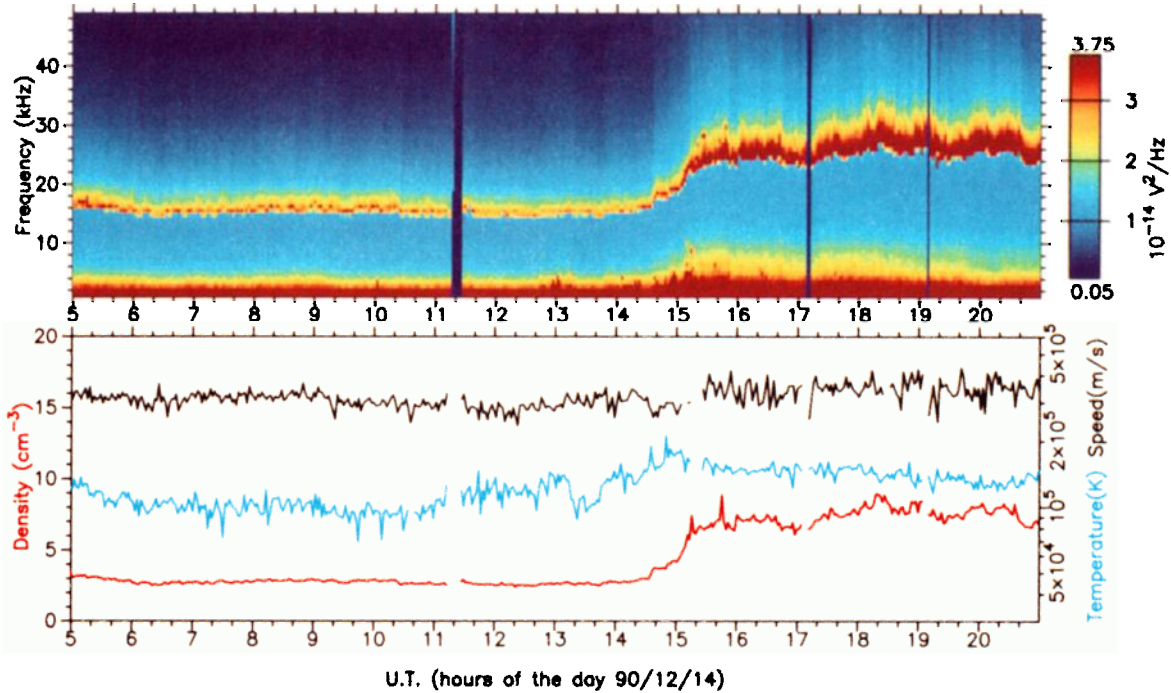 3.75
40
30
20
10
Frequency (kHz)
3
2
1
10⁻¹⁴ V²/Hz
0.05
5 6 7 8 9 10 11 12 13 14 15 16 17 18 19 20
20
15
10
5
0
Density (cm⁻³)
5×10⁵
2×10⁵
10⁵
5×10⁴
Temperature(K) Speed(m/s)
5 6 7 8 9 10 11 12 13 14 15 16 17 18 19 20
U.T. (hours of the day 90/12/14)